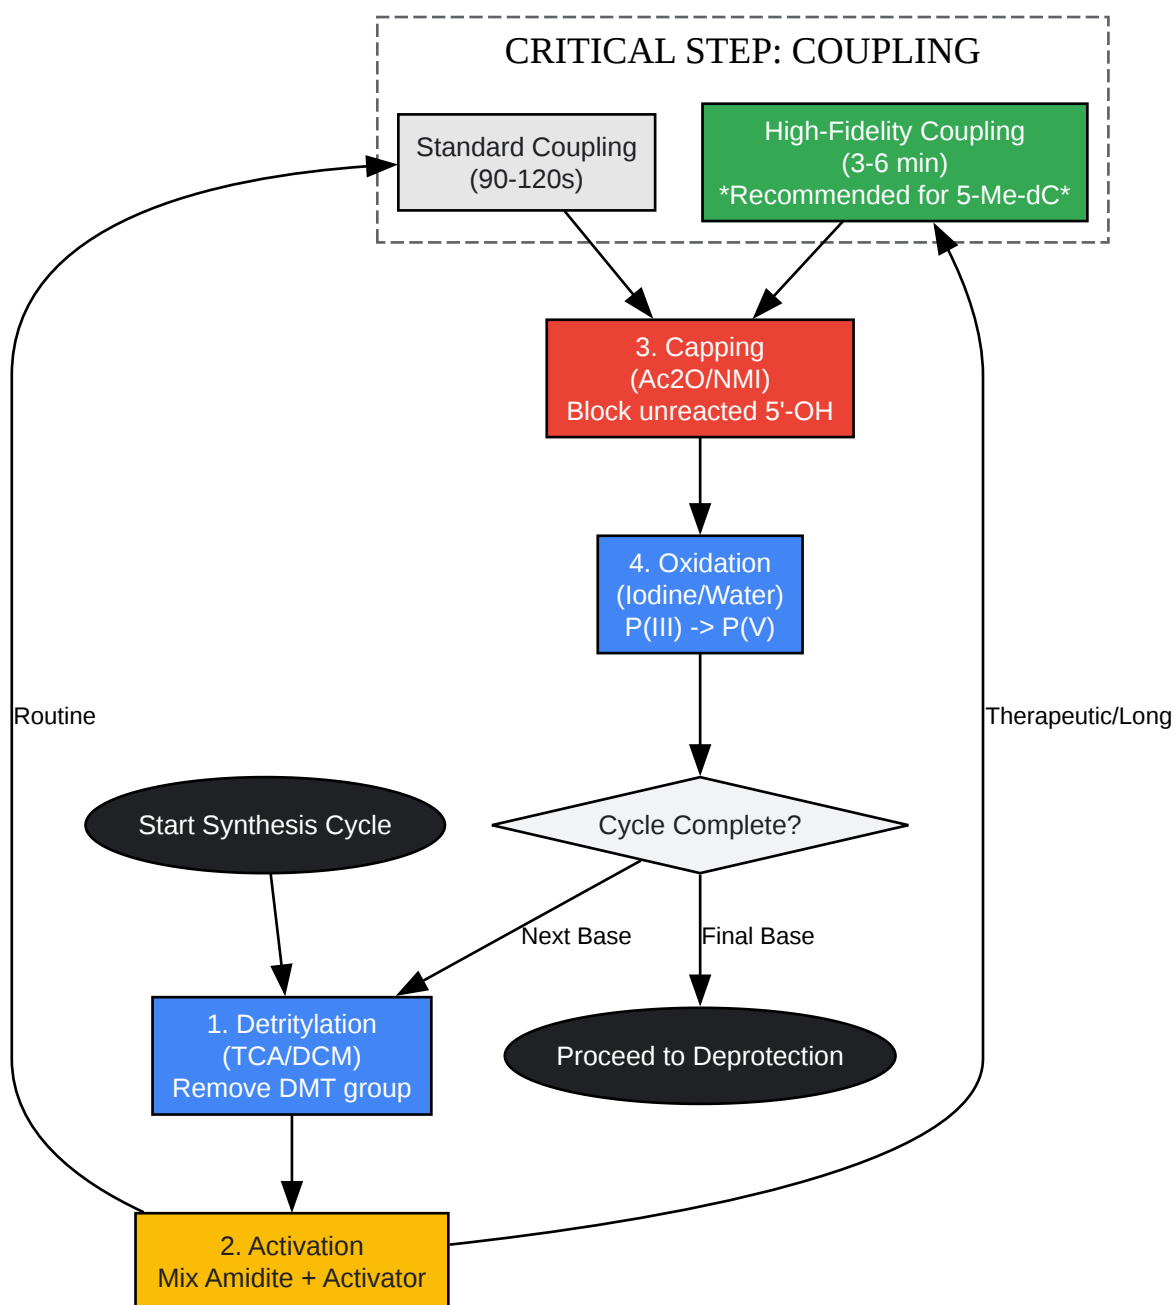 CRITICAL STEP: COUPLING
Standard Coupling
(90-120s)
High-Fidelity Coupling
(3-6 min)
*Recommended for 5-Me-dC*
3. Capping
(Ac2O/NMI)
Block unreacted 5'-OH
4. Oxidation
(Iodine/Water)
P(III) -> P(V)
Routine
Therapeutic/Long
Start Synthesis Cycle
Cycle Complete?
Next Base
Final Base
1. Detritylation
(TCA/DCM)
Remove DMT group
Proceed to Deprotection
2. Activation
Mix Amidite + Activator